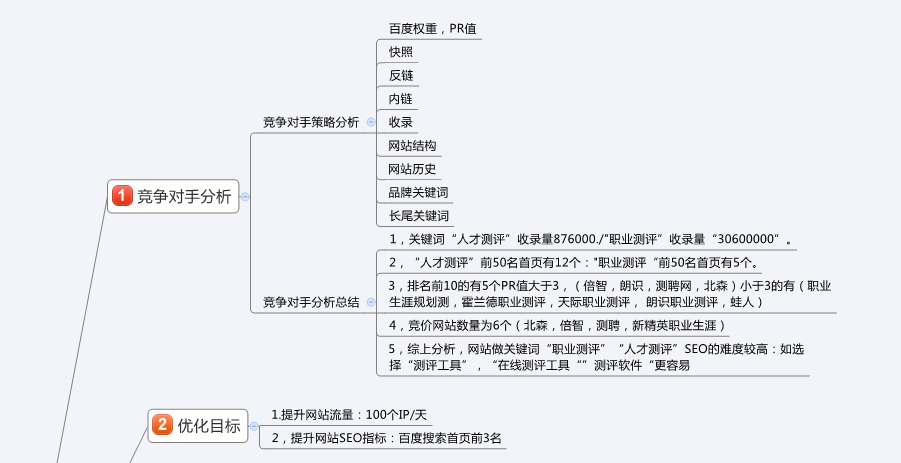 百度权重，PR值
快照
反链
内链
竞争对手策略分析
收录
网站结构
网站历史
1 竞争对手分析
品牌关键词
长尾关键词
1，关键词“人才测评”收录量876000./"职业测评”收录量“30600000”。
2，“人才测评”前50名首页有12个："职业测评“前50名首页有5个。
3，排名前10的有5个PR值大于3，（倍智，朗识，测聘网，北森）小于3的有（职业
生涯规划测，霍兰德职业测评，天际职业测评， 朗识职业测评，蛙人）
竞争对手分析总结
4，竞价网站数量为6个（北森，倍智，测聘，新精英职业生涯）
5，综上分析，网站做关键词“职业测评”“人才测评”SEO的难度较高：如选
择“测评工具”，“在线测评工具“”测评软件“更容易
2 优化目标
1.提升网站流量：100个IP/天
2，提升网站SEO指标：百度搜索首页前3名